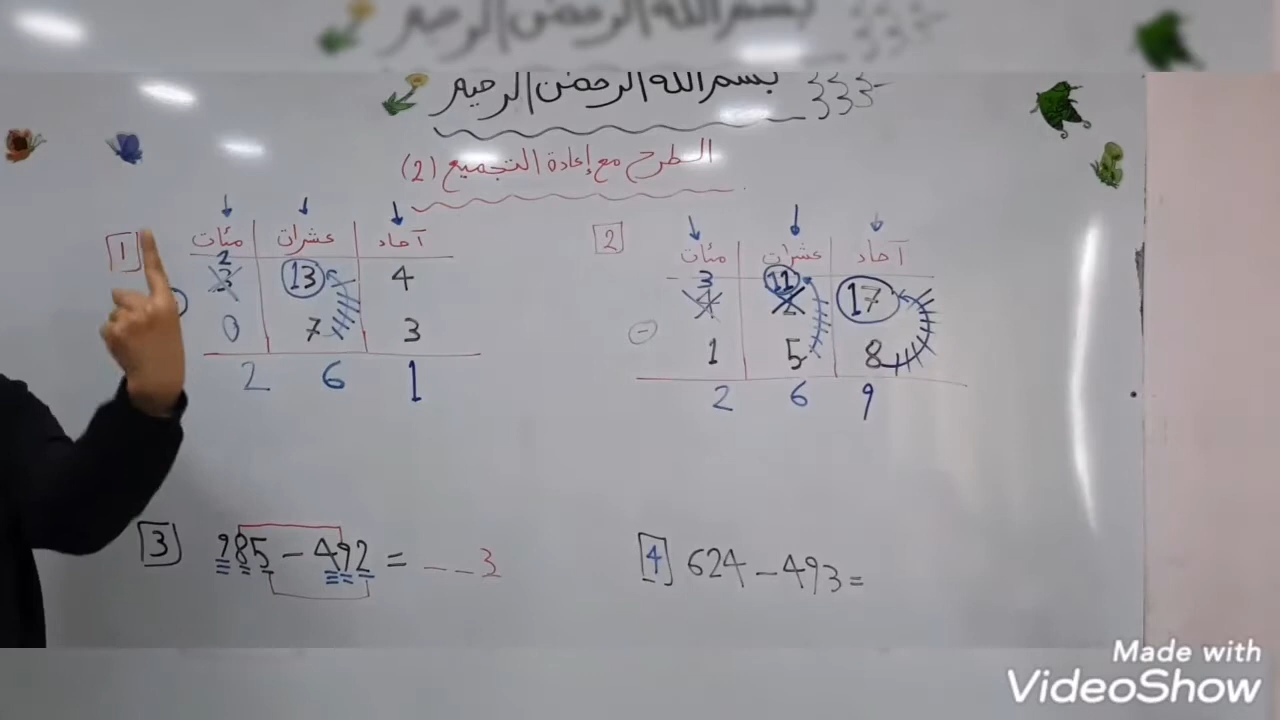 بسم الله الرحمن الرحيم
الطرح مع إعادة التجميع (2)
1
مئات عشرات آحاد
2
3 13 4
0 7 3
2 6 1
2
مئات عشرات آحاد
3 11
4 2 17
- 1 5 8
2 6 9
3 985 - 492 = _ _ 3
4 624 - 493 =
Made with
VideoShow